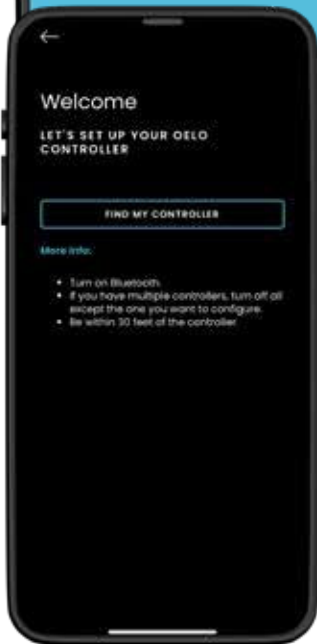 Welcome
LET'S SET UP YOUR OELO
CONTROLLER
FIND MY CONTROLLER
More Info:
• Turn on Bluetooth.
• If you have multiple controllers, turn off all
except the one you want to configure.
• Be within 30 feet of the controller